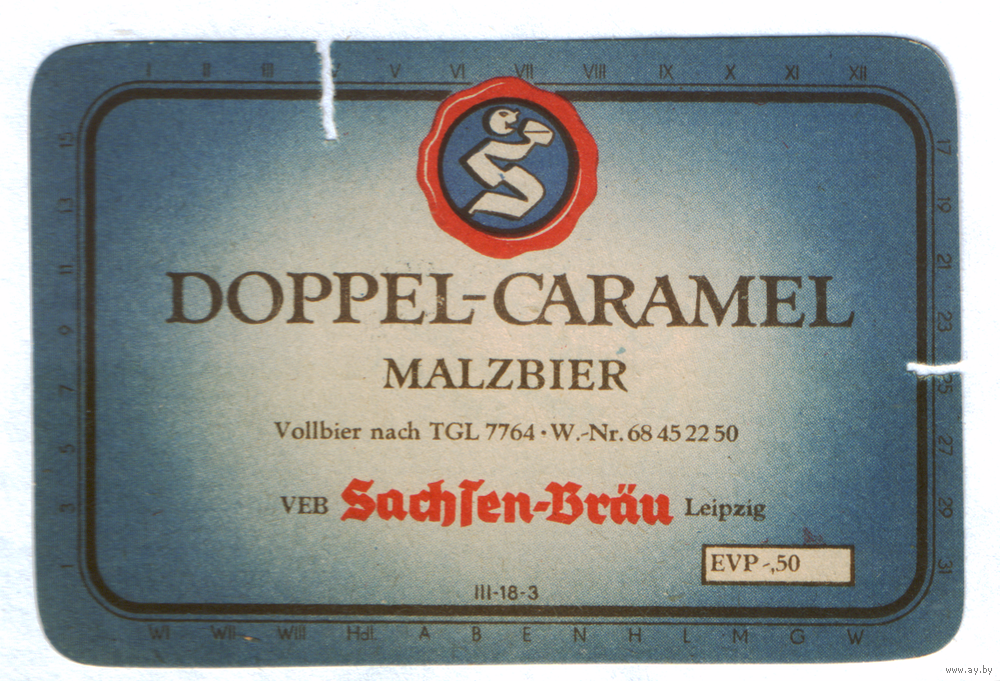 I II III V V VI VII VIII IX X XI XII
DOPPEL-CARAMEL
MALZBIER
Vollbier nach TGL 7764 · W.-Nr. 68 45 22 50
VEB Sachsen-Bräu Leipzig
EVP -,50
III-18-3
15
13
11
9
7
5
3
1
17
19
21
23
25
27
29
31
WI WII WIII Hdl. A B E N H L M G W
www.ay.by